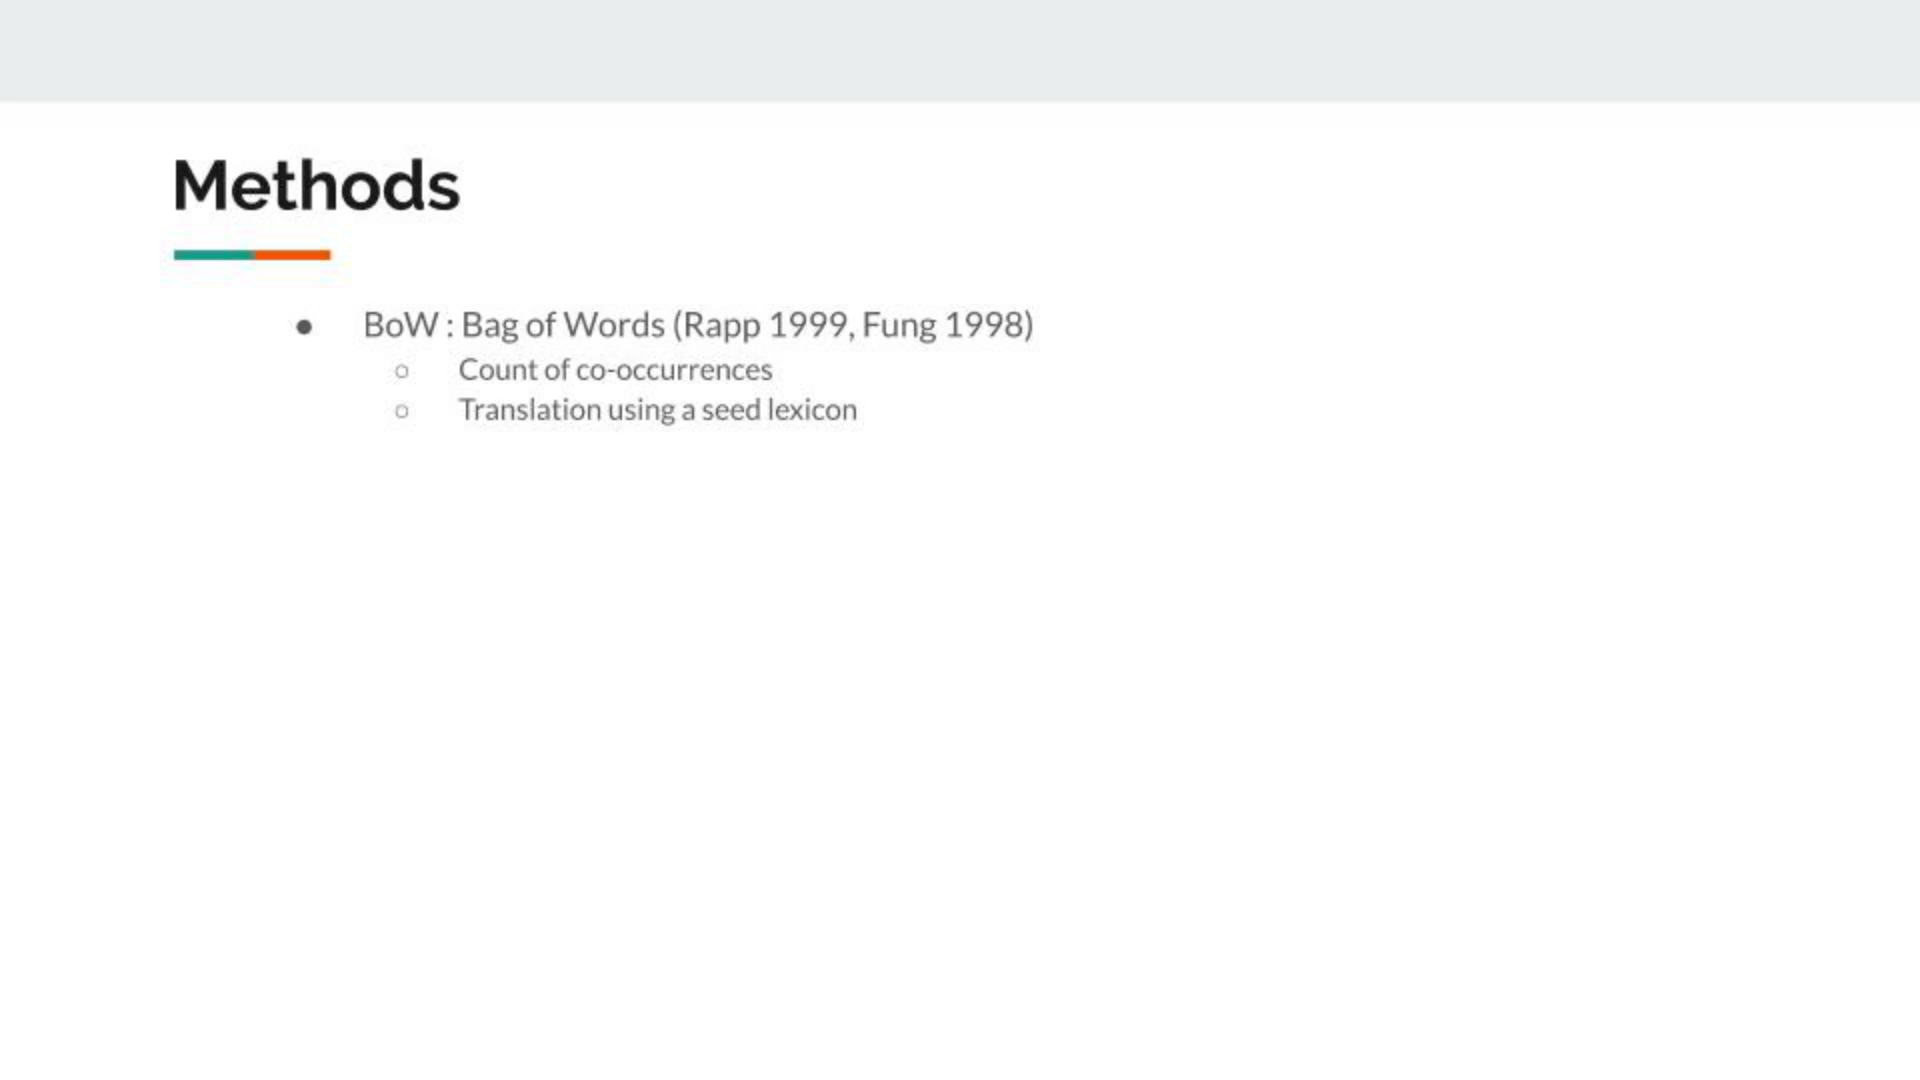 Methods
● BoW : Bag of Words (Rapp 1999, Fung 1998)
○ Count of co-occurrences
○ Translation using a seed lexicon